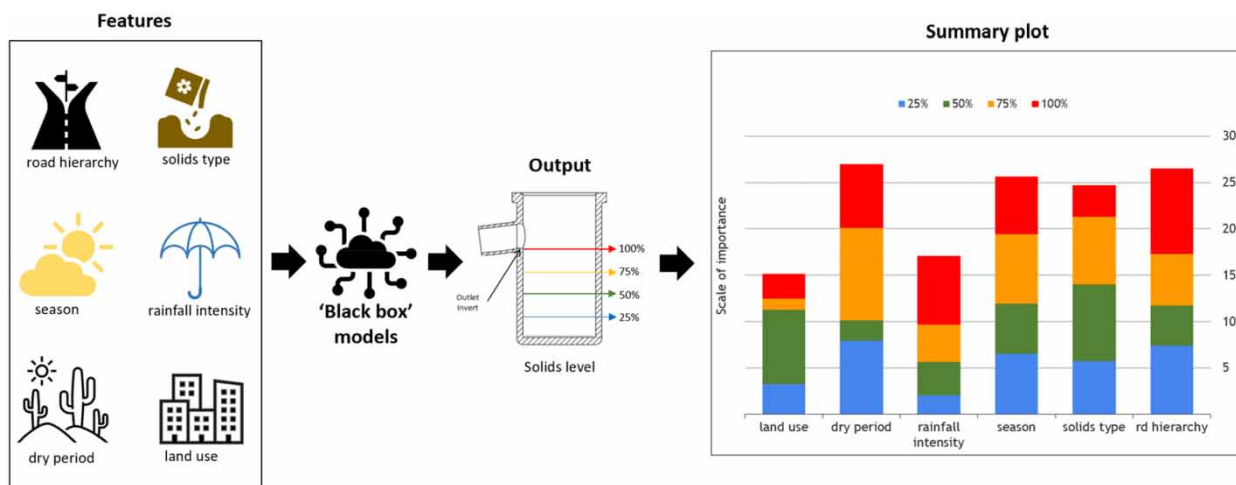 Features
road hierarchy
solids type
season
rainfall intensity
dry period
land use
'Black box'
models
Output
100%
75%
50%
25%
Outlet
Invert
Solids level
Summary plot
25% 50% 75% 100%
Scale of importance
30
25
20
15
10
5
land use dry period rainfall intensity season solids type rd hierarchy